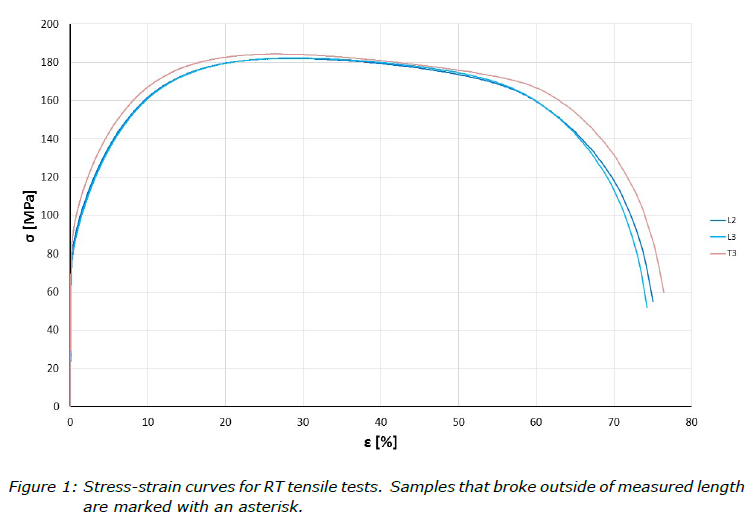 200
180
160
140
120
100
80
60
40
20
0
σ [MPa]
0 10 20 30 40 50 60 70 80
ε [%]
L2
L3
T3
Figure 1: Stress-strain curves for RT tensile tests. Samples that broke outside of measured length
are marked with an asterisk.